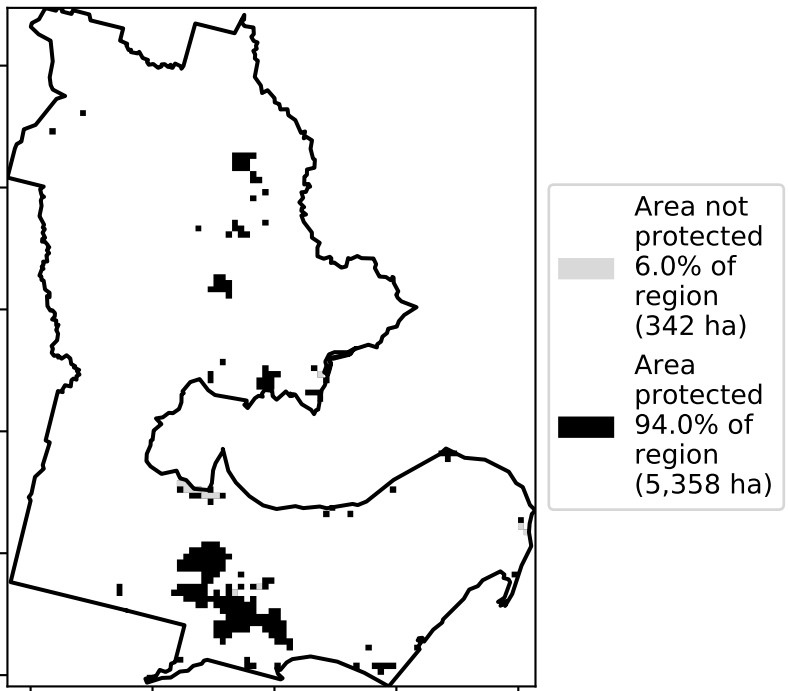 Area not
protected
6.0% of
region
(342 ha)
Area
protected
94.0% of
region
(5,358 ha)